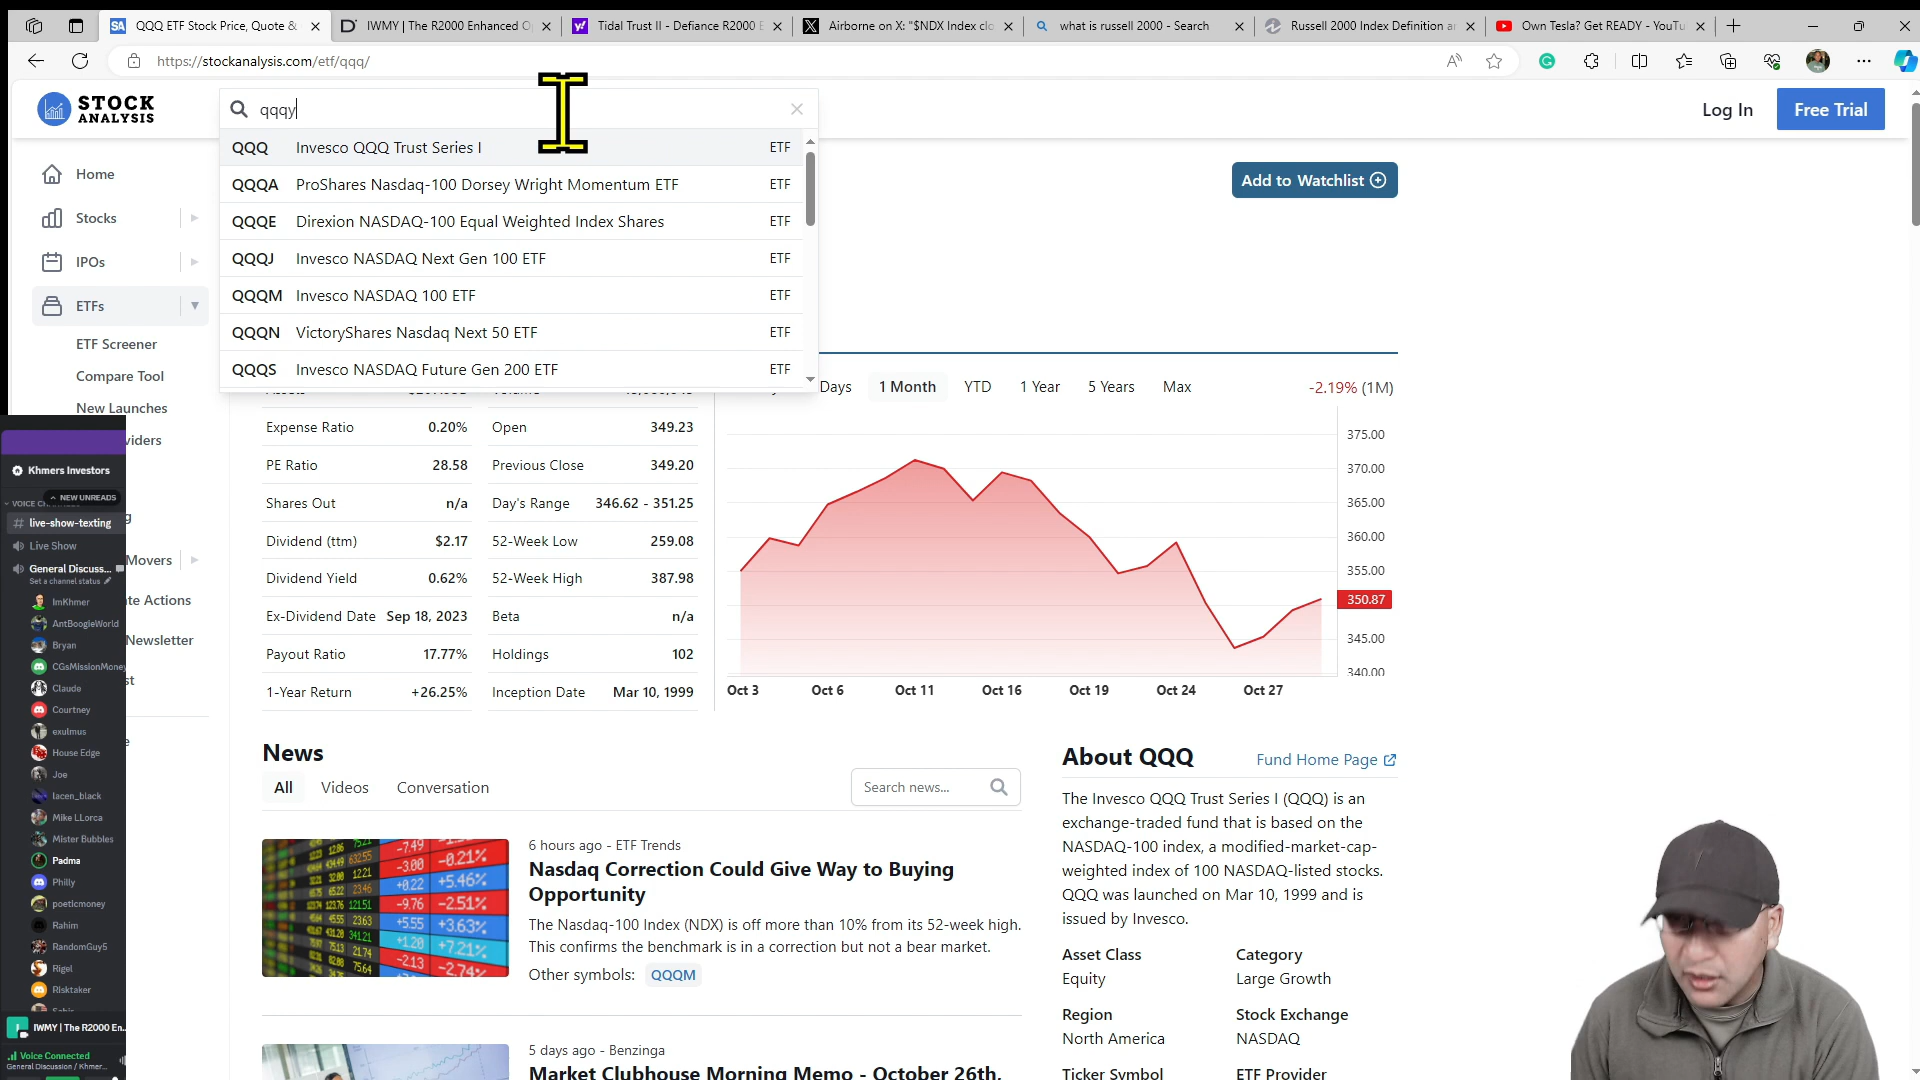 QQQ ETF Stock Price, Quote &
IWMY | The R2000 Enhanced O
Tidal Trust II - Defiance R2000 E
Airborne on X: "$NDX Index clo
what is russell 2000 - Search
Russell 2000 Index Definition ar
Own Tesla? Get READY - YouTu
https://stockanalysis.com/etf/qqq/
STOCK
ANALYSIS
qqqy
Log In
Free Trial
QQQ Invesco QQQ Trust Series I ETF
QQQA ProShares Nasdaq-100 Dorsey Wright Momentum ETF ETF
QQQE Direxion NASDAQ-100 Equal Weighted Index Shares ETF
QQQJ Invesco NASDAQ Next Gen 100 ETF ETF
QQQM Invesco NASDAQ 100 ETF ETF
QQQN VictoryShares Nasdaq Next 50 ETF ETF
QQQS Invesco NASDAQ Future Gen 200 ETF ETF
Add to Watchlist
Home
Stocks
IPOs
ETFs
ETF Screener
Compare Tool
New Launches
viders
g
Movers
te Actions
Newsletter
st
e
Khmers Investors
NEW UNREADS
VOICE CH
# live-show-texting
Live Show
General Discuss...
Set a channel status
ImKhmer
AntBoogieWorld
Bryan
CGsMissionMoney
Claude
Courtney
exulmus
House Edge
Joe
lacen_black
Mike LLorca
Mister Bubbles
Padma
Philly
poeticmoney
Rahim
RandomGuy5
Rigel
Risktaker
IWMY | The R2000 En...
Voice Connected
General Discussion / Khmer...
Expense Ratio 0.20% Open 349.23
PE Ratio 28.58 Previous Close 349.20
Shares Out n/a Day's Range 346.62 - 351.25
Dividend (ttm) $2.17 52-Week Low 259.08
Dividend Yield 0.62% 52-Week High 387.98
Ex-Dividend Date Sep 18, 2023 Beta n/a
Payout Ratio 17.77% Holdings 102
1-Year Return +26.25% Inception Date Mar 10, 1999
Days 1 Month YTD 1 Year 5 Years Max -2.19% (1M)
375.00
370.00
365.00
360.00
355.00
350.87
345.00
340.00
Oct 3 Oct 6 Oct 11 Oct 16 Oct 19 Oct 24 Oct 27
News
All Videos Conversation
Search news...
6 hours ago - ETF Trends
Nasdaq Correction Could Give Way to Buying
Opportunity
The Nasdaq-100 Index (NDX) is off more than 10% from its 52-week high.
This confirms the benchmark is in a correction but not a bear market.
Other symbols: QQQM
5 days ago - Benzinga
Market Clubhouse Morning Memo - October 26th,
About QQQ
Fund Home Page
The Invesco QQQ Trust Series I (QQQ) is an
exchange-traded fund that is based on the
NASDAQ-100 index, a modified-market-cap-
weighted index of 100 NASDAQ-listed stocks.
QQQ was launched on Mar 10, 1999 and is
issued by Invesco.
Asset Class Category
Equity Large Growth
Region Stock Exchange
North America NASDAQ
Ticker Symbol ETF Provider